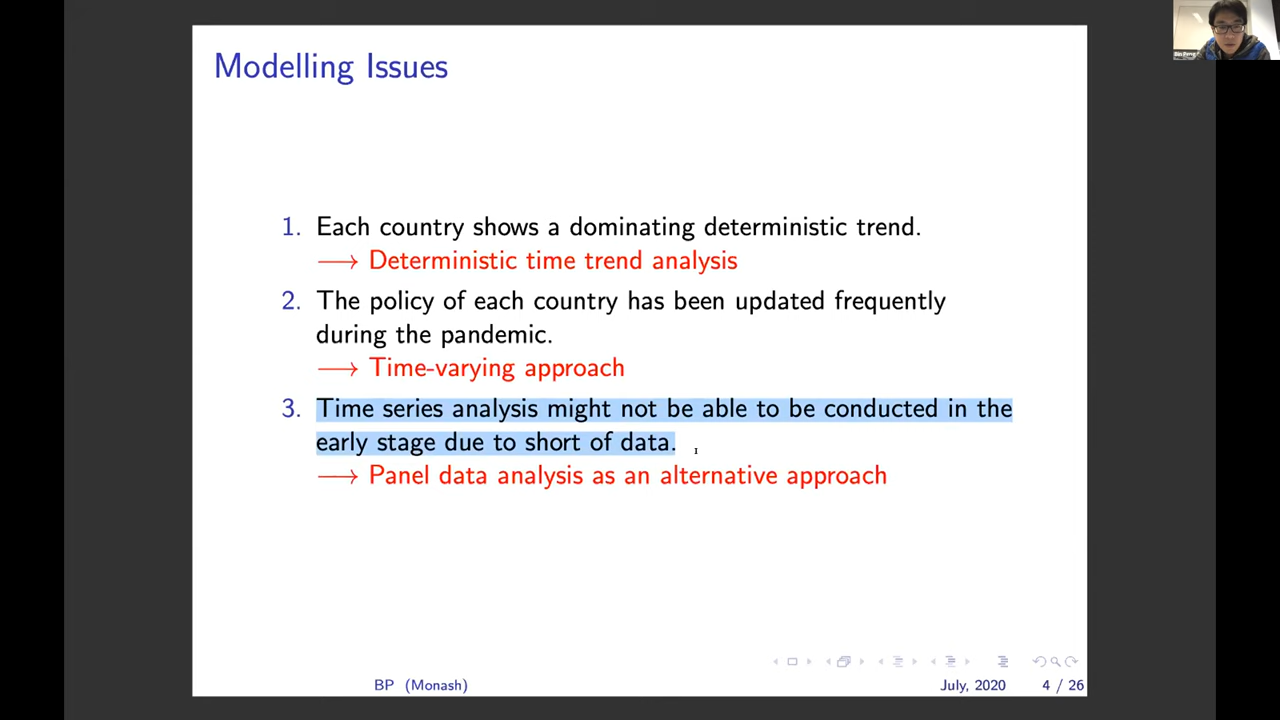 Modelling Issues
1. Each country shows a dominating deterministic trend.
⟶ Deterministic time trend analysis
2. The policy of each country has been updated frequently
during the pandemic.
⟶ Time-varying approach
3. Time series analysis might not be able to be conducted in the
early stage due to short of data.
⟶ Panel data analysis as an alternative approach
BP (Monash)
July, 2020
4 / 26